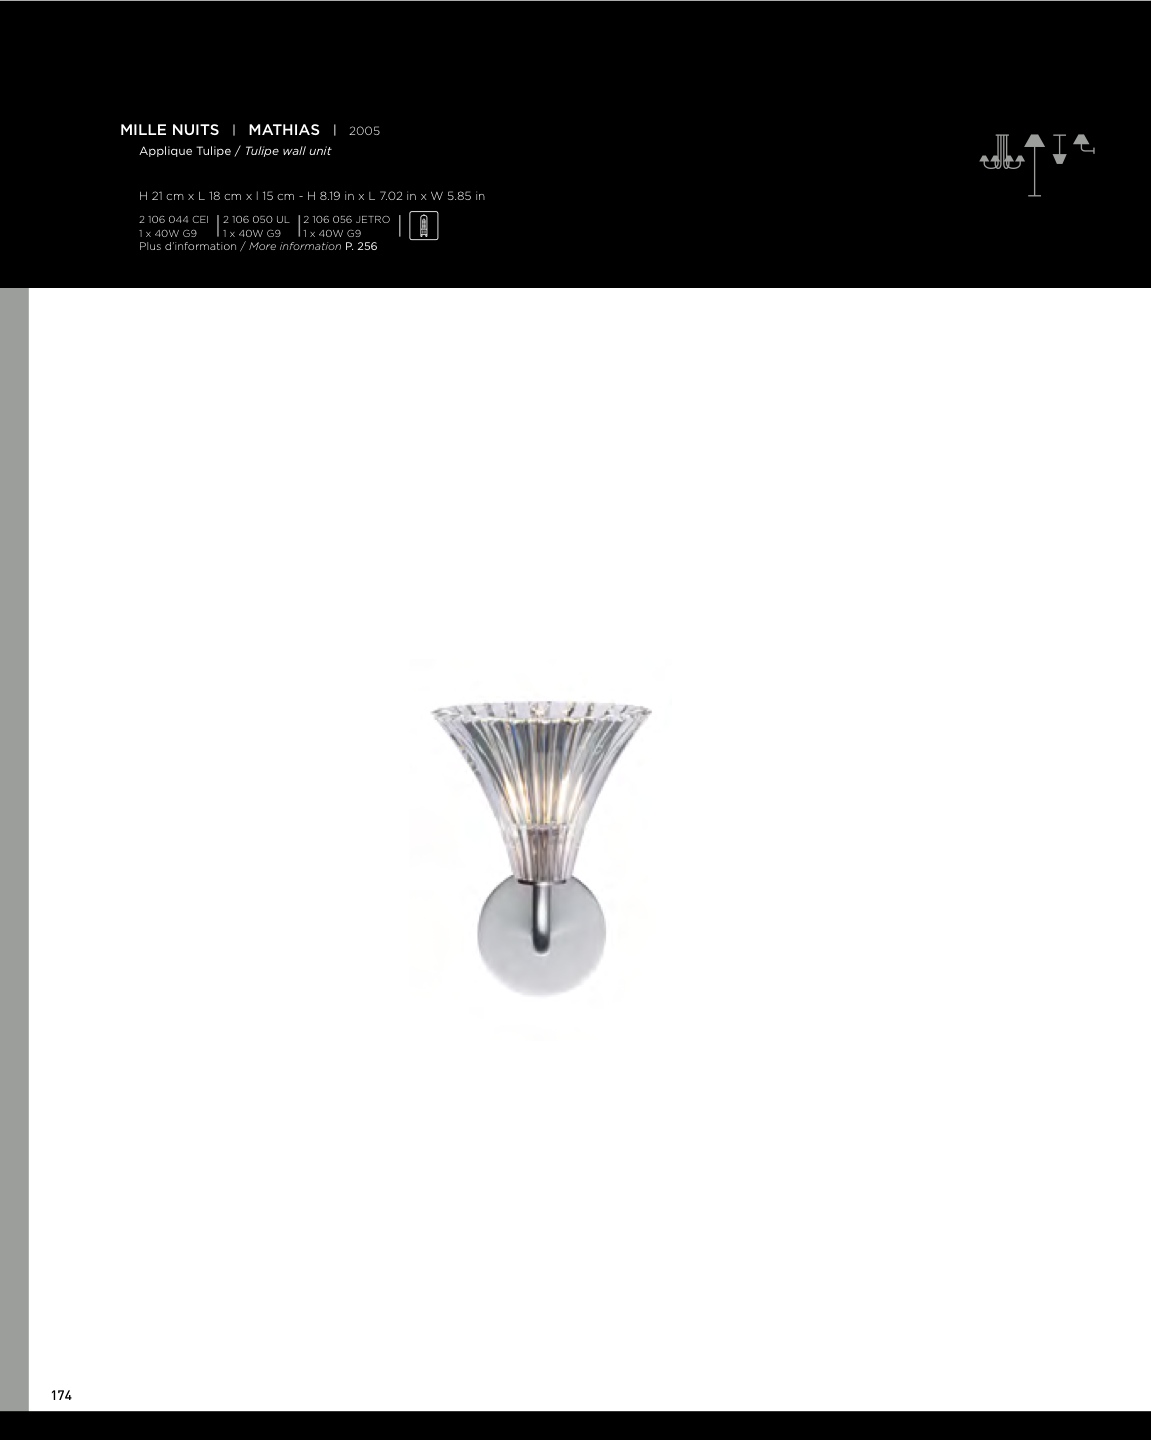 MILLE NUITS | MATHIAS | 2005
Applique Tulipe / Tulipe wall unit
H 21 cm x L 18 cm x l 15 cm - H 8.19 in x L 7.02 in x W 5.85 in
2 106 044 CEI | 2 106 050 UL | 2 106 056 JETRO
1 x 40W G9 | 1 x 40W G9 | 1 x 40W G9
Plus d'information / More information P. 256
174